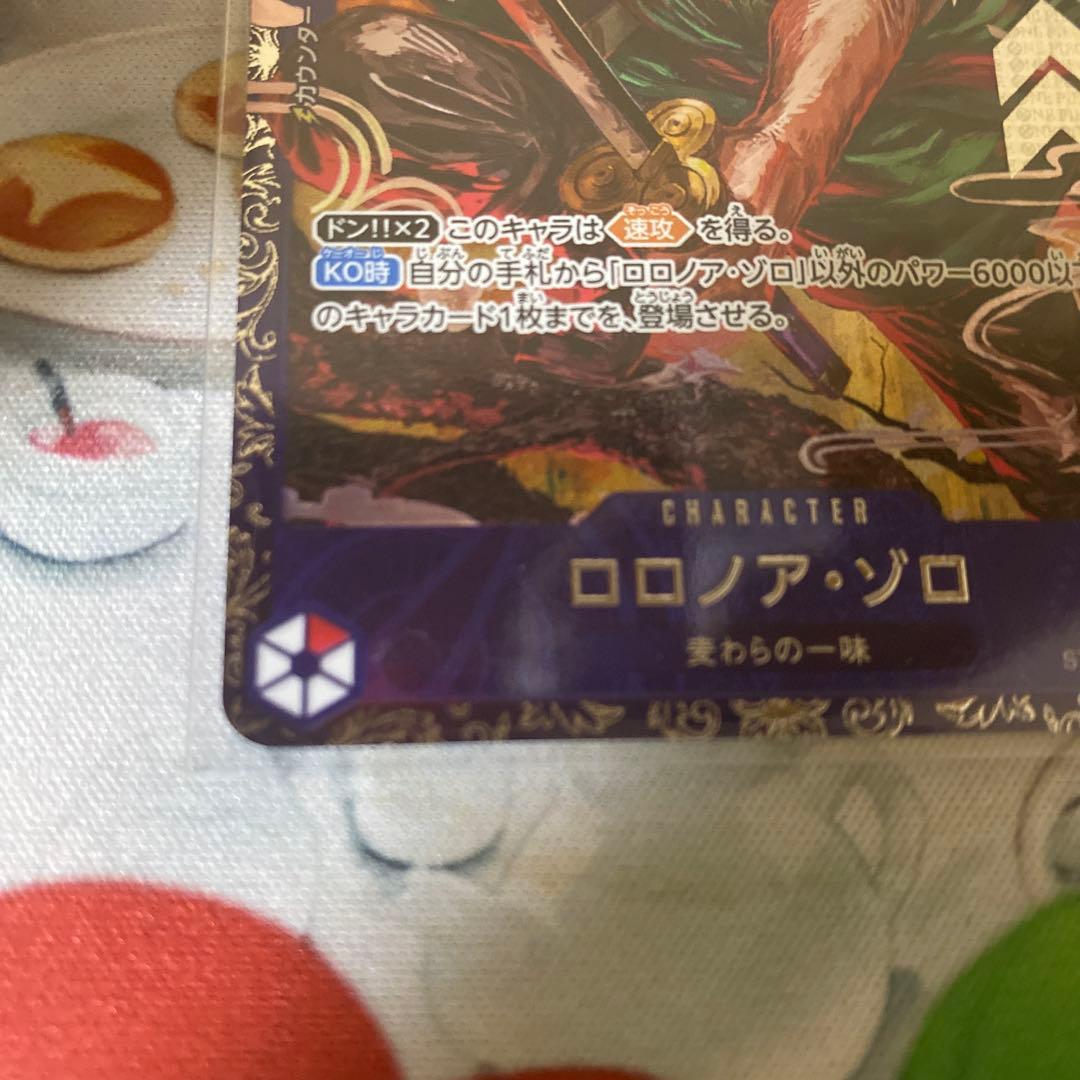 カウンター
ドン!!×2 このキャラは 速攻 を得る。
KO時 自分の手札から「ロロノア・ゾロ」以外のパワー6000以
のキャラカード1枚までを、登場させる。
CHARACTER
ロロノア・ゾロ
麦わらの一味